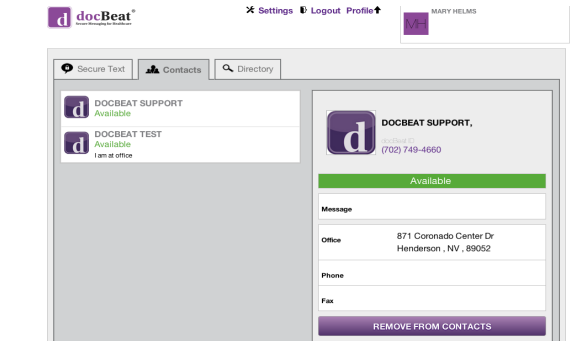 docBeat®
Secure Messaging for Healthcare
Settings Logout Profile
MH MARY HELMS
Secure Text Contacts Directory
DOCBEAT SUPPORT
Available
DOCBEAT TEST
Available
I am at office
DOCBEAT SUPPORT,
docBeat ID
(702) 749-4660
Available
Message
Office 871 Coronado Center Dr
Henderson , NV , 89052
Phone
Fax
REMOVE FROM CONTACTS